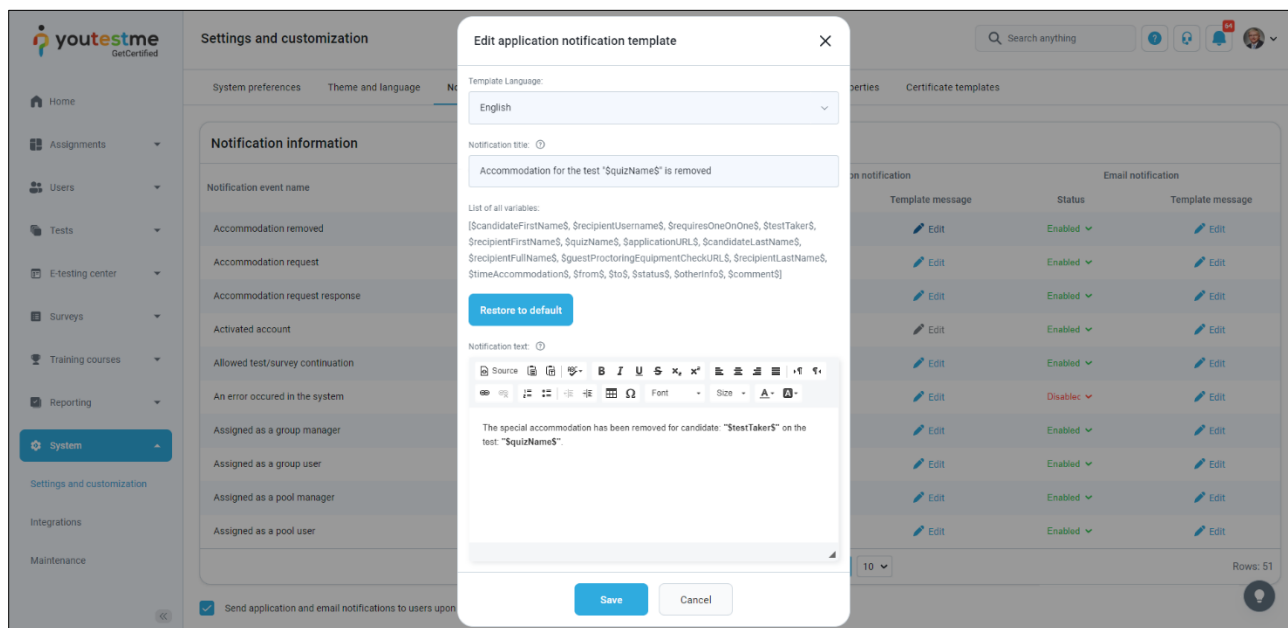 youtestme
GetCertified
Settings and customization
Search anything
54
Home
Assignments
Users
Tests
E-testing center
Surveys
Training courses
Reporting
System
Settings and customization
Integrations
Maintenance
System preferences
Theme and language
No
perties
Certificate templates
Notification information
Notification event name
on notification
Email notification
Template message
Status
Template message
Accommodation removed
Edit
Enabled
Edit
Accommodation request
Edit
Enabled
Edit
Accommodation request response
Edit
Enabled
Edit
Activated account
Edit
Enabled
Edit
Allowed test/survey continuation
Edit
Enabled
Edit
An error occured in the system
Edit
Disablec
Edit
Assigned as a group manager
Edit
Enabled
Edit
Assigned as a group user
Edit
Enabled
Edit
Assigned as a pool manager
Edit
Enabled
Edit
Assigned as a pool user
Edit
Enabled
Edit
10
Rows: 51
Send application and email notifications to users upon
Edit application notification template
Template Language:
English
Notification title:
Accommodation for the test "$quizName$" is removed
List of all variables:
[$candidateFirstName$, $recipientUsername$, $requiresOneOnOne$, $testTaker$,
$recipientFirstName$, $quizName$, $applicationURL$, $candidateLastName$,
$recipientFullName$, $guestProctoringEquipmentCheckURL$, $recipientLastName$,
$timeAccommodation$, $from$, $to$, $status$, $otherInfo$, $comment$]
Restore to default
Notification text:
Source
B I U S x₂ x²
Ω Font Size A A
The special accommodation has been removed for candidate: "$testTaker$" on the
test: "$quizName$".
Save
Cancel